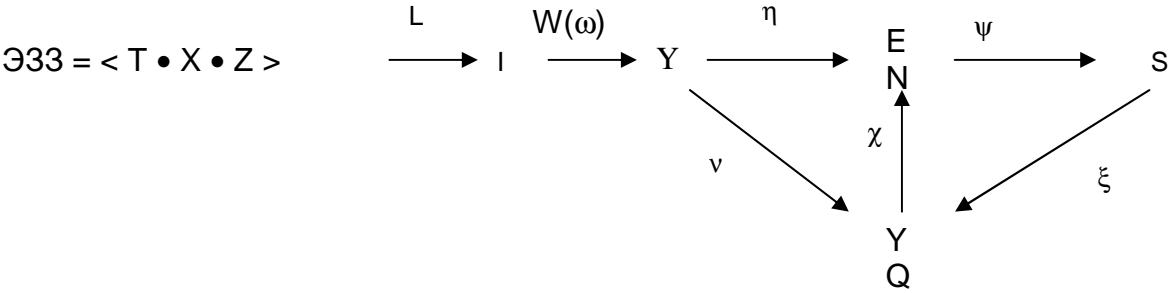 L W(ω) η E ψ
ЭЗЗ = < T • X • Z > I Y N S
χ
ν ξ
Y
Q